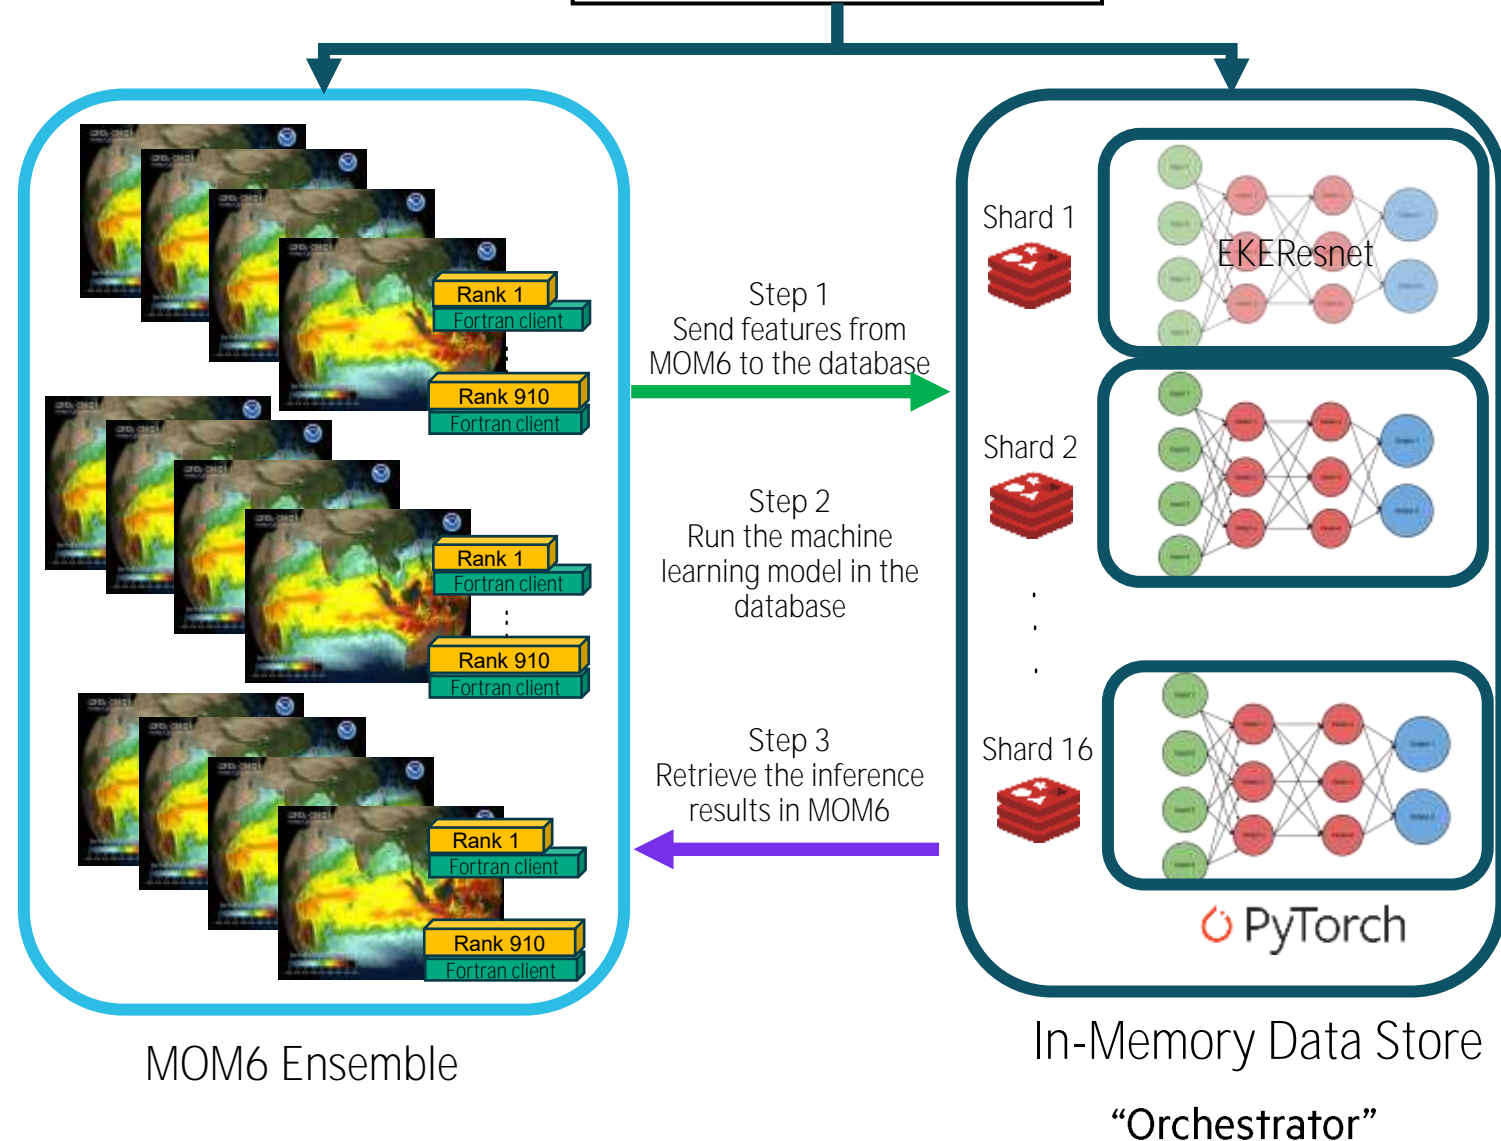 Rank 1
Fortran client
Rank 910
Fortran client
Rank 1
Fortran client
Rank 910
Fortran client
Rank 1
Fortran client
Rank 910
Fortran client
MOM6 Ensemble
Step 1
Send features from
MOM6 to the database
Step 2
Run the machine
learning model in the
database
Step 3
Retrieve the inference
results in MOM6
Shard 1
EKEResnet
Shard 2
Shard 16
PyTorch
In-Memory Data Store
“Orchestrator”